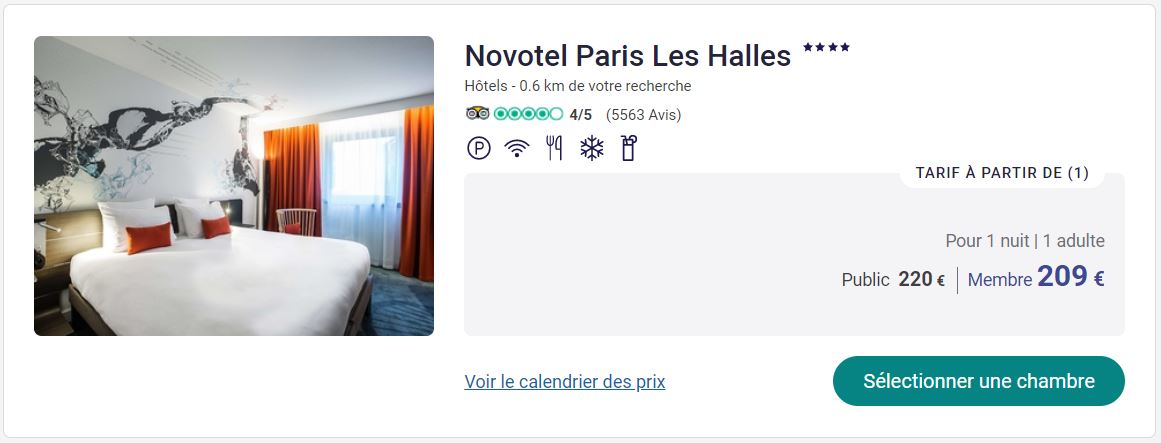 Novotel Paris Les Halles
Hôtels - 0.6 km de votre recherche
4/5 (5563 Avis)
P
TARIF À PARTIR DE (1)
Pour 1 nuit | 1 adulte
Public 220 € | Membre 209 €
Voir le calendrier des prix
Sélectionner une chambre